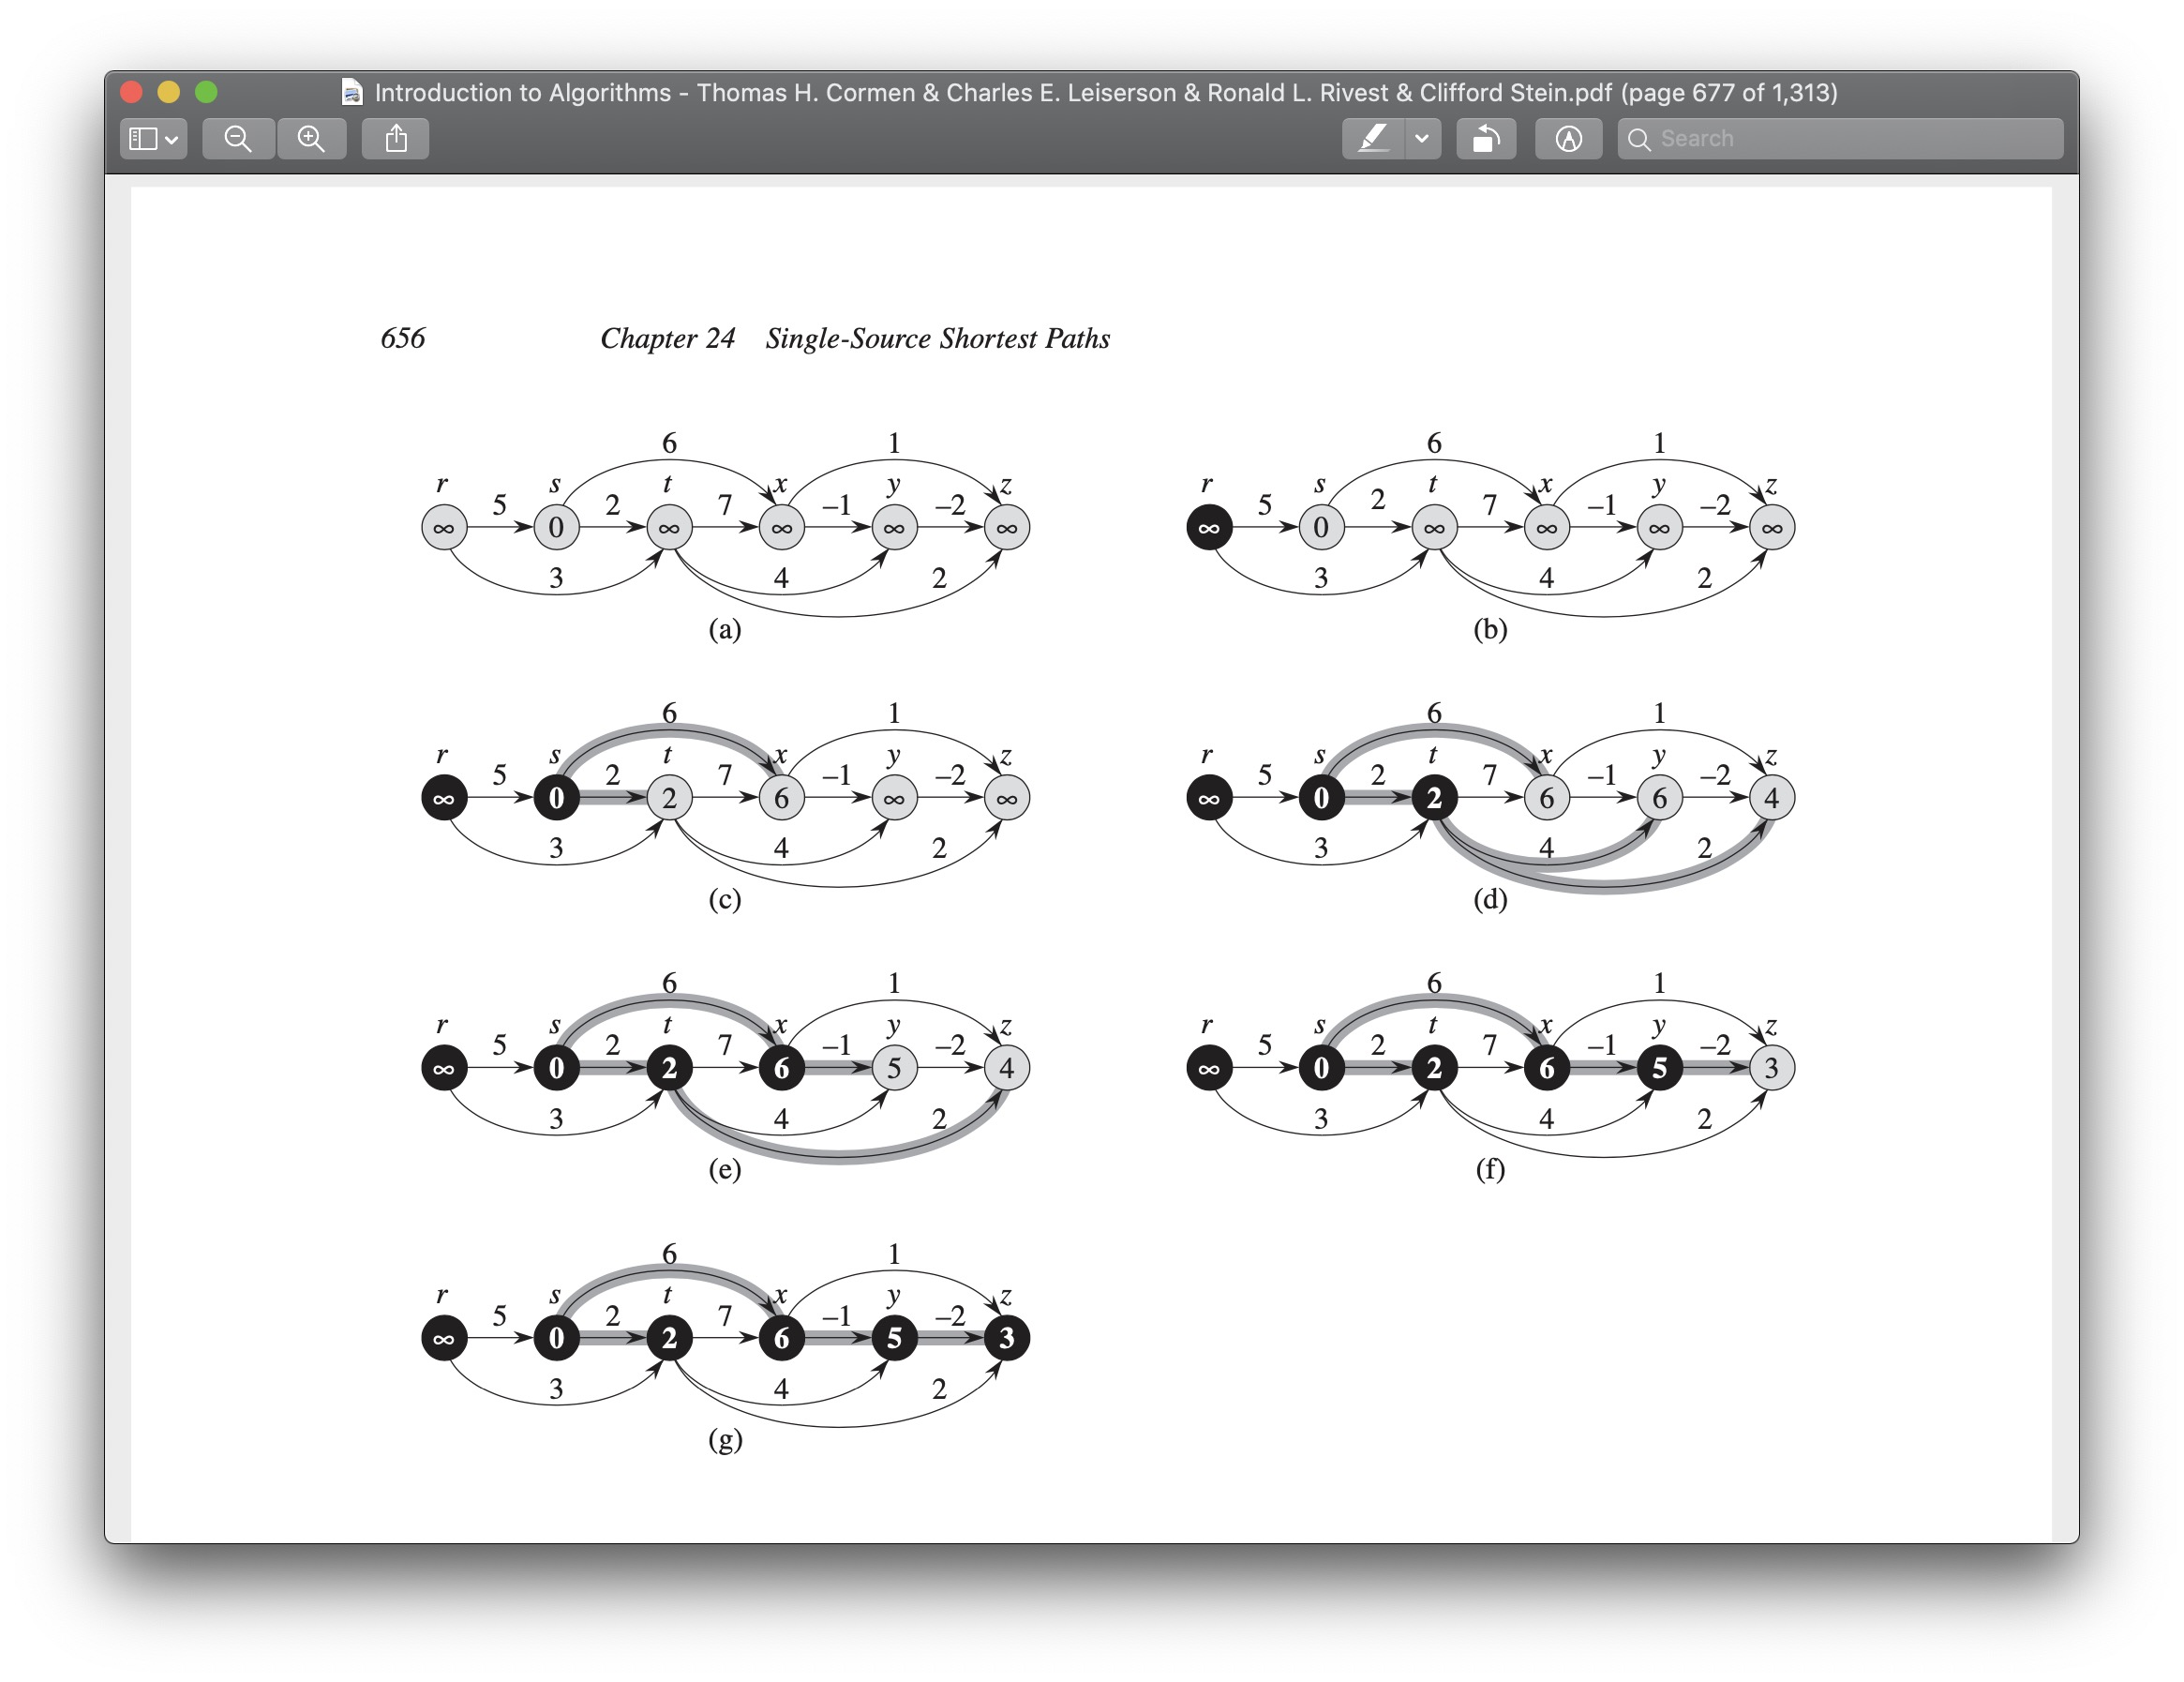 Introduction to Algorithms - Thomas H. Cormen & Charles E. Leiserson & Ronald L. Rivest & Clifford Stein.pdf (page 677 of 1,313)
Search
656 Chapter 24 Single-Source Shortest Paths
6 1
r s t x y z
5 2 7 –1 –2
∞ 0 ∞ ∞ ∞ ∞
3 4 2
(a)
6 1
r s t x y z
5 2 7 –1 –2
∞ 0 ∞ ∞ ∞ ∞
3 4 2
(b)
6 1
r s t x y z
5 2 7 –1 –2
∞ 0 2 6 ∞ ∞
3 4 2
(c)
6 1
r s t x y z
5 2 7 –1 –2
∞ 0 2 6 6 4
3 4 2
(d)
6 1
r s t x y z
5 2 7 –1 –2
∞ 0 2 6 5 4
3 4 2
(e)
6 1
r s t x y z
5 2 7 –1 –2
∞ 0 2 6 5 3
3 4 2
(f)
6 1
r s t x y z
5 2 7 –1 –2
∞ 0 2 6 5 3
3 4 2
(g)